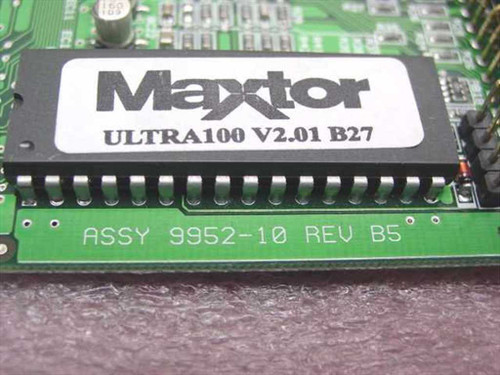 Maxtor
ULTRA100 V2.01 B27
ASSY 9952-10 REV B5